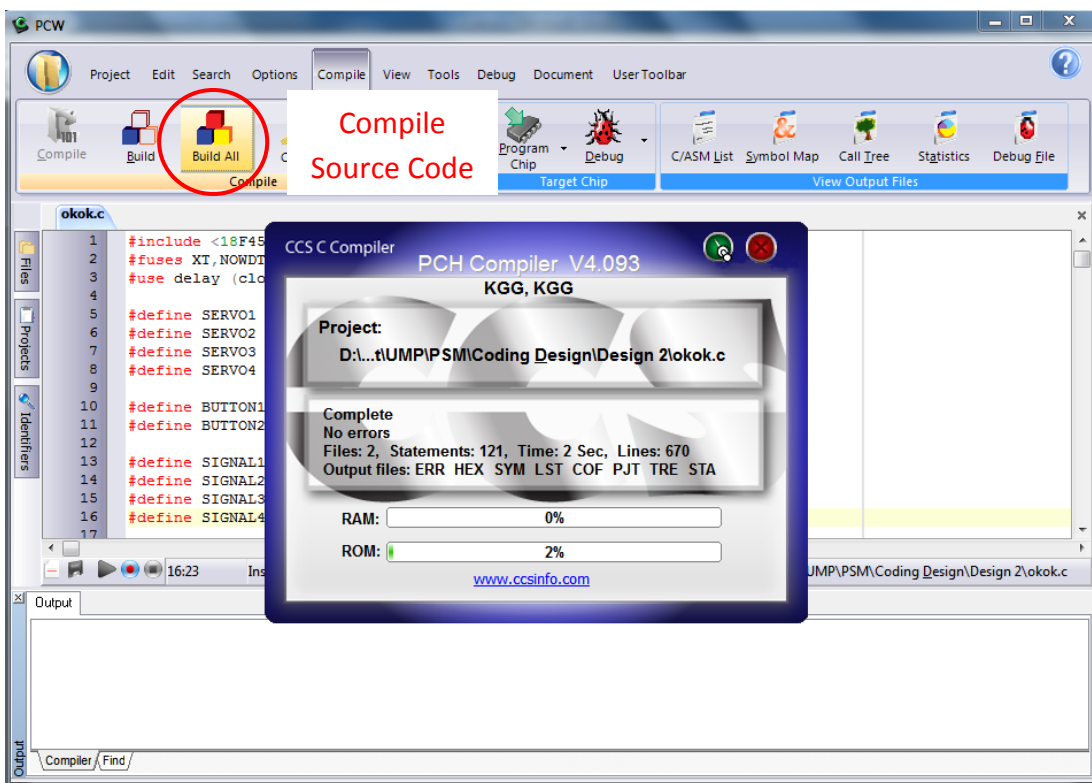 PCW
Project Edit Search Options Compile View Tools Debug Document User Toolbar
Compile Build Build All C Program Chip Debug C/ASM List Symbol Map Call Tree Statistics Debug File
Compile
Source Code
Compile Target Chip View Output Files
okok.c
Files
Projects
Identifiers
1 #include <18F45
2 #fuses XT,NOWDT
3 #use delay (clo
4
5 #define SERVO1
6 #define SERVO2
7 #define SERVO3
8 #define SERVO4
9
10 #define BUTTON1
11 #define BUTTON2
12
13 #define SIGNAL1
14 #define SIGNAL2
15 #define SIGNAL3
16 #define SIGNAL4
17
CCS C Compiler
PCH Compiler V4.093
KGG, KGG
Project:
D:\...t\UMP\PSM\Coding Design\Design 2\okok.c
Complete
No errors
Files: 2, Statements: 121, Time: 2 Sec, Lines: 670
Output files: ERR HEX SYM LST COF PJT TRE STA
RAM: 0%
ROM: 2%
www.ccsinfo.com
16:23 Ins UMP\PSM\Coding Design\Design 2\okok.c
Output
Output
Compiler Find